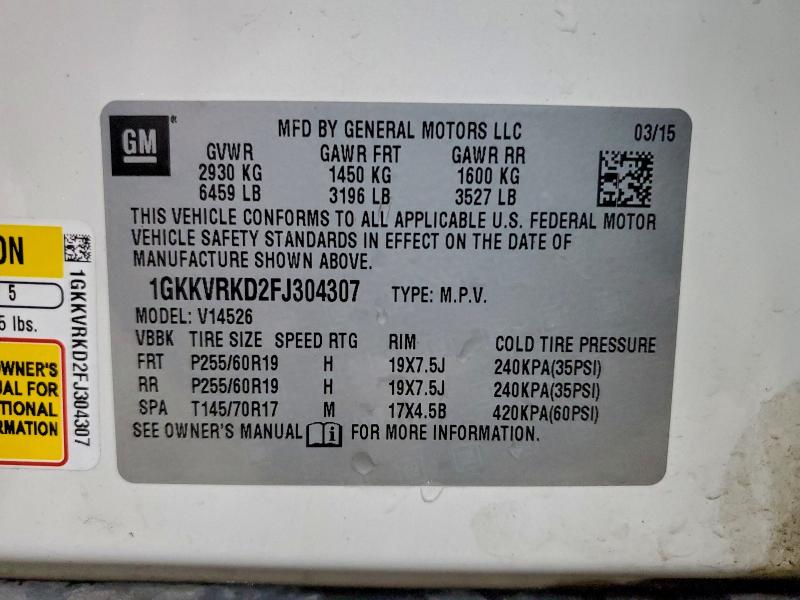 GM
MFD BY GENERAL MOTORS LLC 03/15
GVWR GAWR FRT GAWR RR
2930 KG 1450 KG 1600 KG
6459 LB 3196 LB 3527 LB
THIS VEHICLE CONFORMS TO ALL APPLICABLE U.S. FEDERAL MOTOR
VEHICLE SAFETY STANDARDS IN EFFECT ON THE DATE OF
MANUFACTURE SHOWN ABOVE.
1GKKVRKD2FJ304307 TYPE: M.P.V.
MODEL: V14526
VBBK TIRE SIZE SPEED RTG RIM COLD TIRE PRESSURE
FRT P255/60R19 H 19X7.5J 240KPA(35PSI)
RR P255/60R19 H 19X7.5J 240KPA(35PSI)
SPA T145/70R17 M 17X4.5B 420KPA(60PSI)
SEE OWNER'S MANUAL i FOR MORE INFORMATION.
ON
5
5 lbs.
OWNER'S
UAL FOR
ITIONAL
RMATION
1GKKVRKD2FJ304307